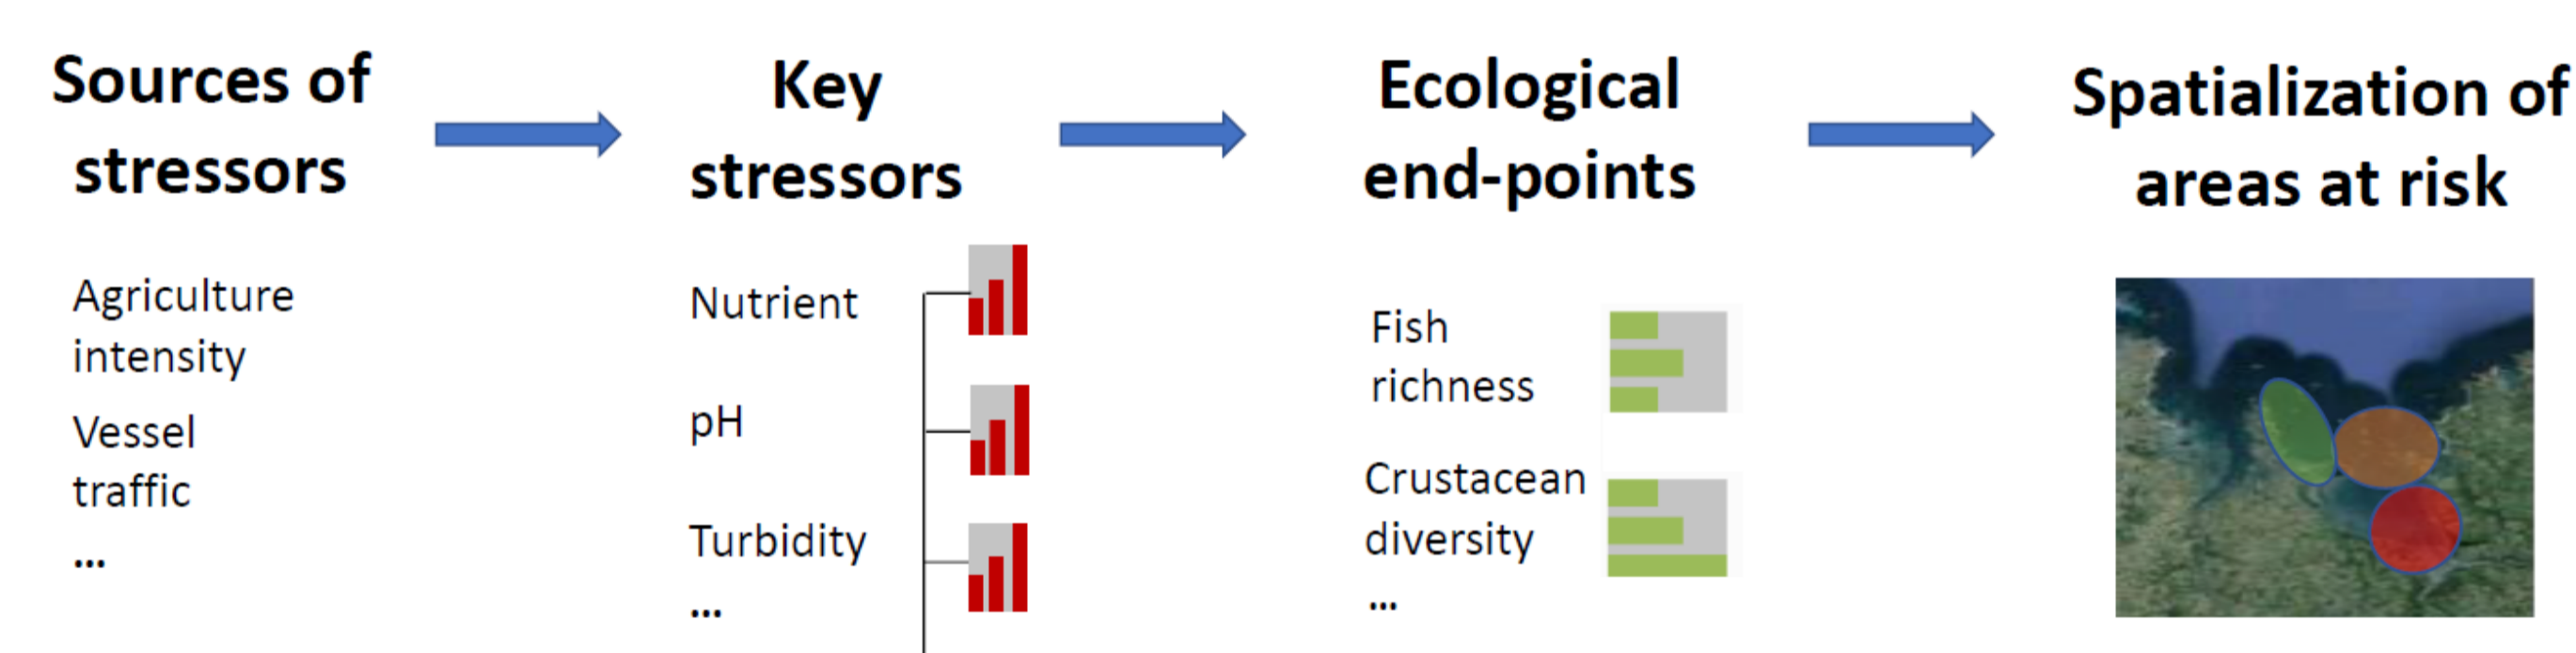 Sources of
stressors
Agriculture
intensity
Vessel
traffic
...
Key
stressors
Nutrient
pH
Turbidity
...
Ecological
end-points
Fish
richness
Crustacean
diversity
...
Spatialization of
areas at risk